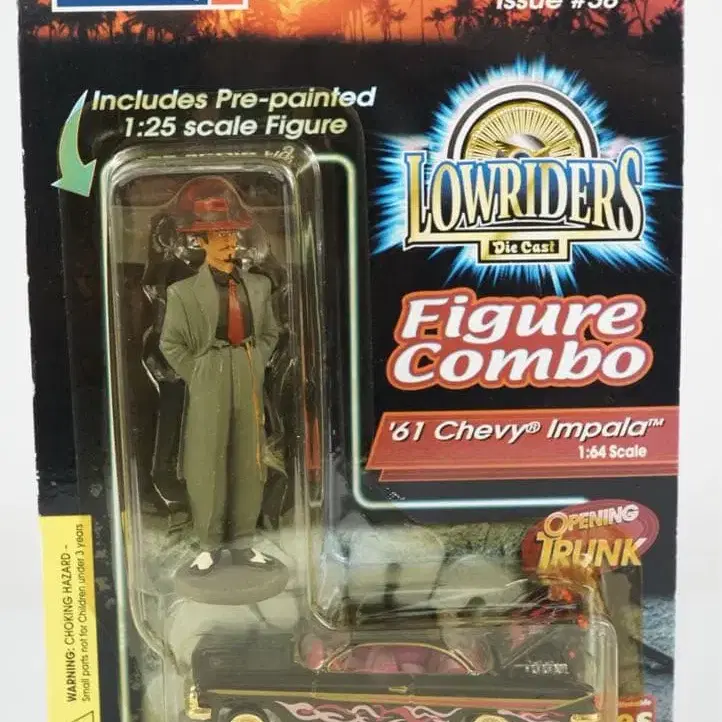 Issue #38
Includes Pre-painted
1:25 scale Figure
LOWRIDERS
Die Cast
Figure
Combo
'61 Chevy® Impala™
1:64 Scale
OPENING
TRUNK
WARNING: CHOKING HAZARD -
Small parts not for Children under 3 years